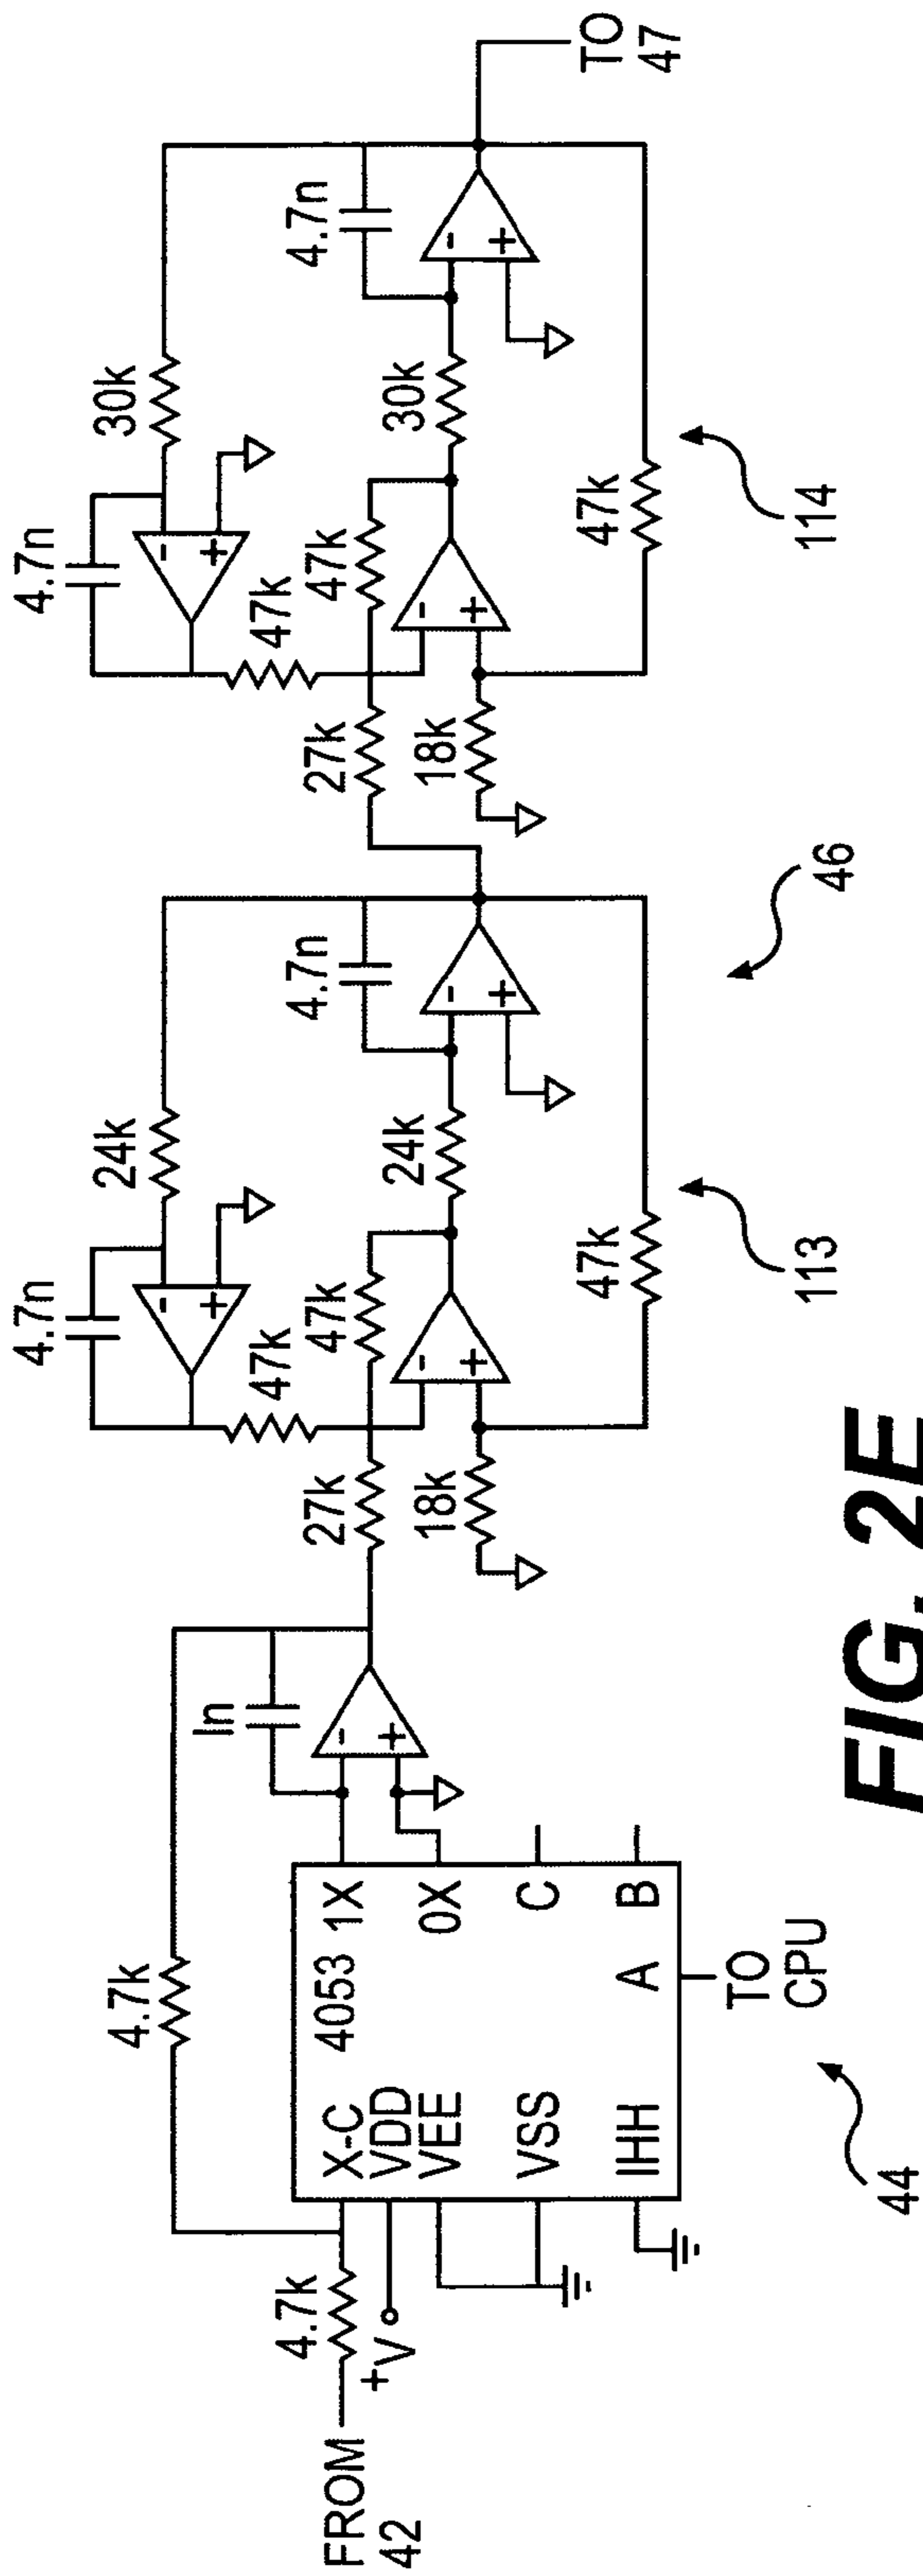 FROM
42
4.7k
+V
4.7k
X-C
VDD
VEE
VSS
IHH
4053
1X
0X
C
B
A
TO
CPU
44
In
27k
18k
47k
47k
4.7n
24k
24k
4.7n
47k
113
46
27k
18k
47k
47k
4.7n
30k
30k
4.7n
47k
114
TO
47
FIG. 2E